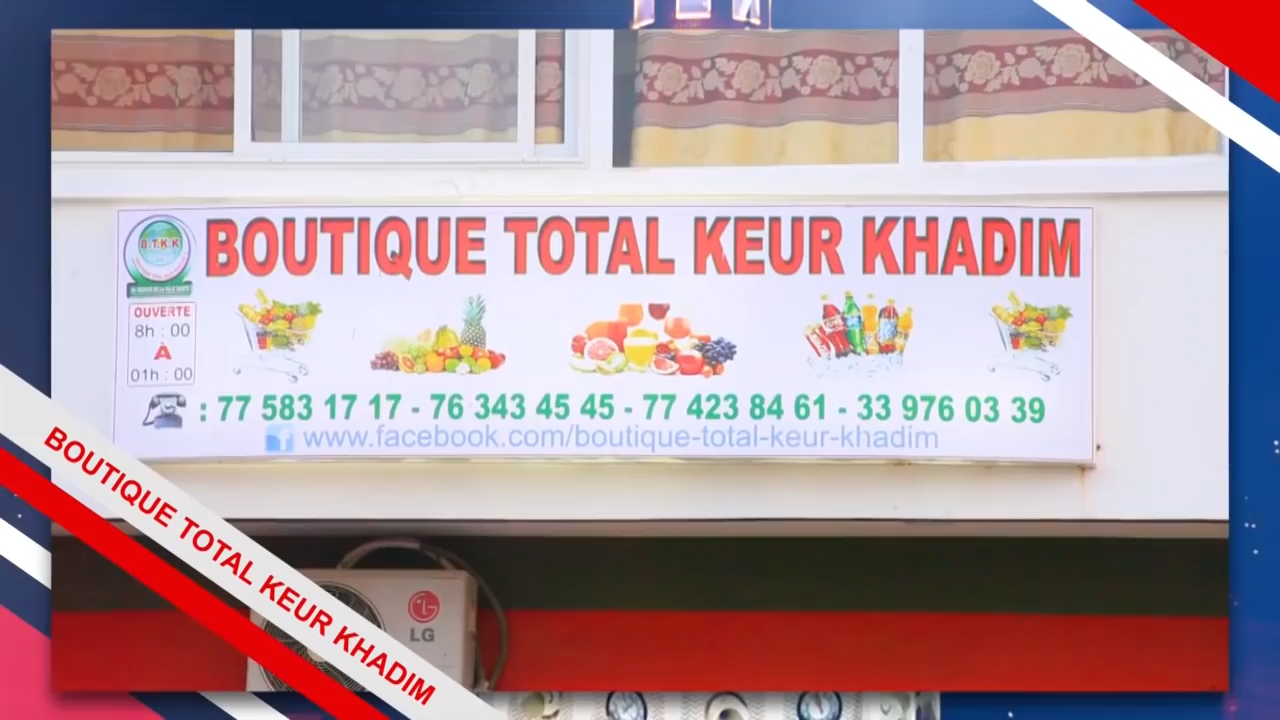 BOUTIQUE TOTAL KEUR KHADIM
B.T.K.K
OUVERTE
8h : 00
À
01h : 00
: 77 583 17 17 - 76 343 45 45 - 77 423 84 61 - 33 976 03 39
www.facebook.com/boutique-total-keur-khadim
LG
BOUTIQUE TOTAL KEUR KHADIM